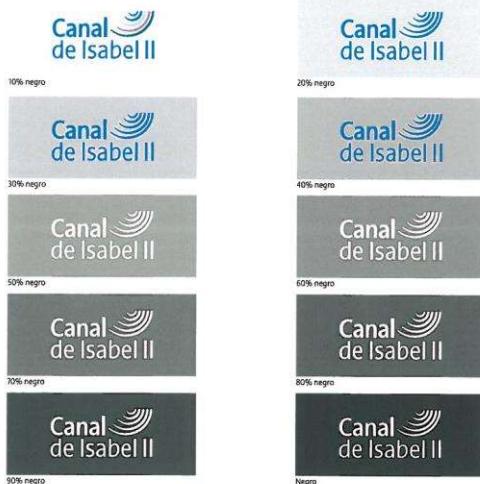 Canal
de Isabel II
10% negro
Canal
de Isabel II
20% negro
Canal
de Isabel II
30% negro
Canal
de Isabel II
40% negro
Canal
de Isabel II
50% negro
Canal
de Isabel II
60% negro
Canal
de Isabel II
70% negro
Canal
de Isabel II
80% negro
Canal
de Isabel II
90% negro
Canal
de Isabel II
Negro